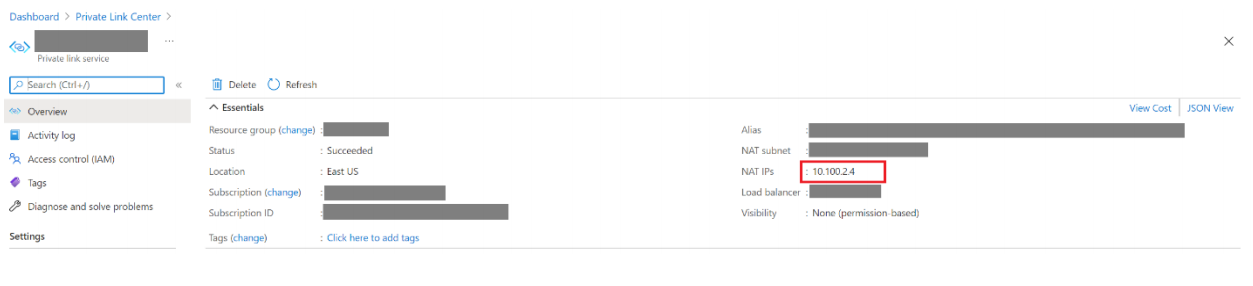 Dashboard > Private Link Center >
...
Private link service
Search (Ctrl+/) «
Overview
Activity log
Access control (IAM)
Tags
Diagnose and solve problems
Settings
Delete Refresh
Essentials
View Cost JSON View
Resource group (change) :
Status : Succeeded
Location : East US
Subscription (change) :
Subscription ID :
Tags (change) : Click here to add tags
Alias :
NAT subnet :
NAT IPs : 10.100.2.4
Load balancer :
Visibility : None (permission-based)